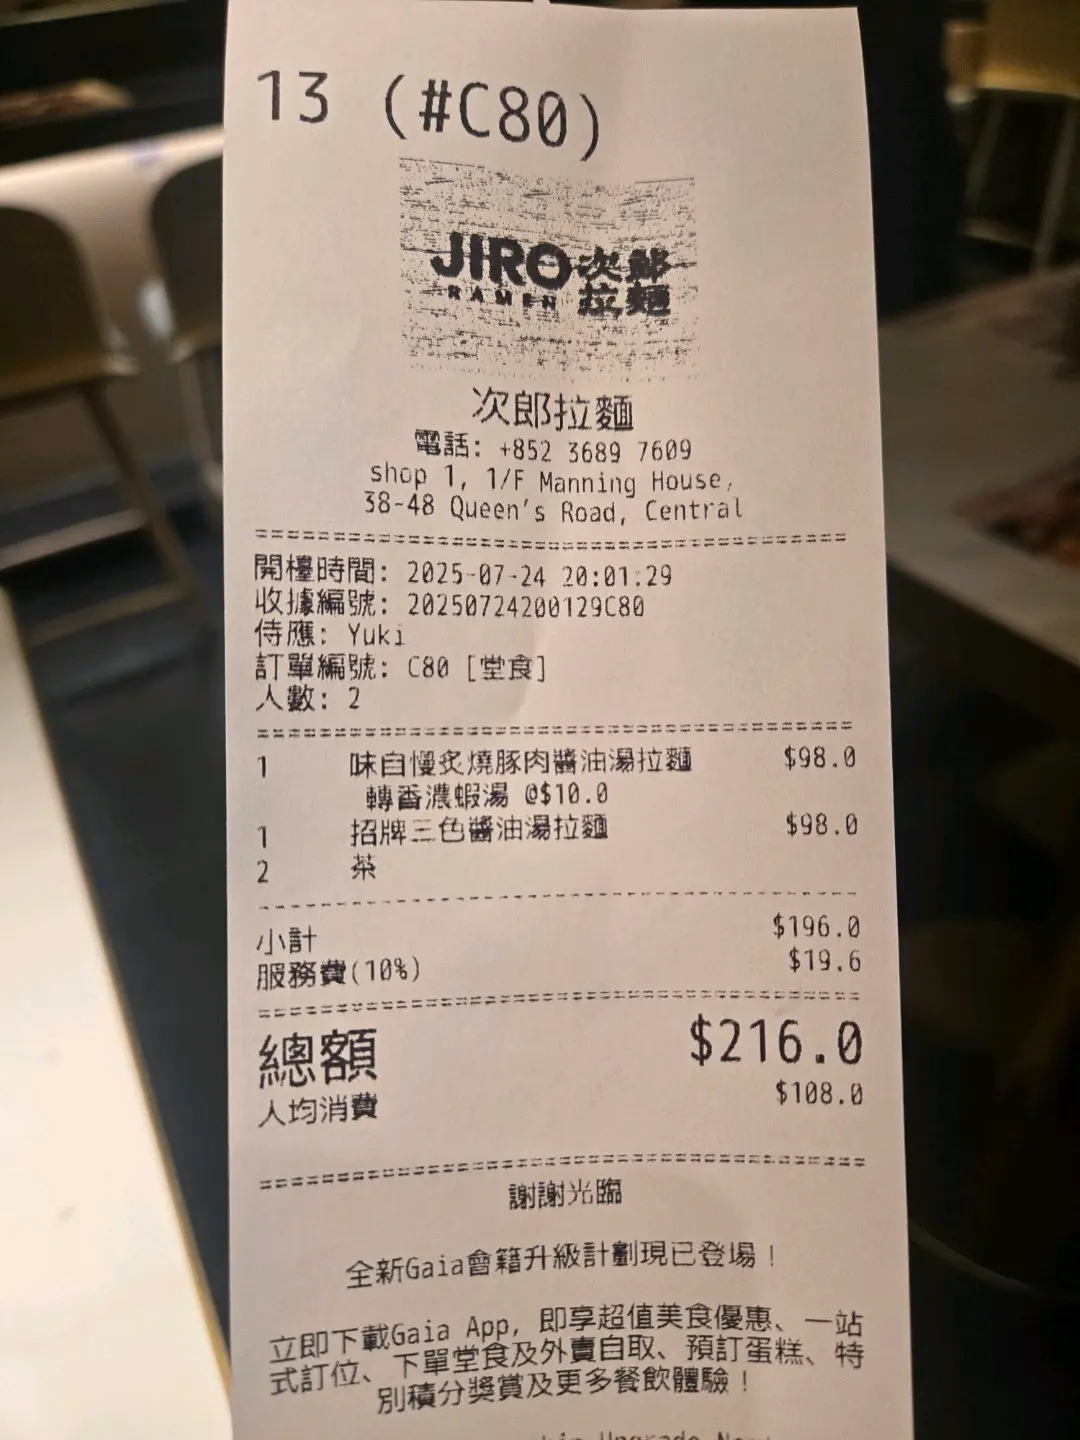 13 (#C80)
JIRO次郎
RAMEN 拉麵
次郎拉麵
電話: +852 3689 7609
shop 1, 1/F Manning House,
38-48 Queen's Road, Central
開檯時間: 2025-07-24 20:01:29
收據編號: 20250724200129C80
侍應: Yuki
訂單編號: C80 [堂食]
人數: 2
1 味自慢炙燒豚肉醬油湯拉麵 $98.0
轉香濃蝦湯 @$10.0
1 招牌三色醬油湯拉麵 $98.0
2 茶
小計 $196.0
服務費(10%) $19.6
總額 $216.0
人均消費 $108.0
謝謝光臨
全新Gaia會籍升級計劃現已登場！
立即下載Gaia App, 即享超值美食優惠、一站
式訂位、下單堂食及外賣自取、預訂蛋糕、特
別積分獎賞及更多餐飲體驗！